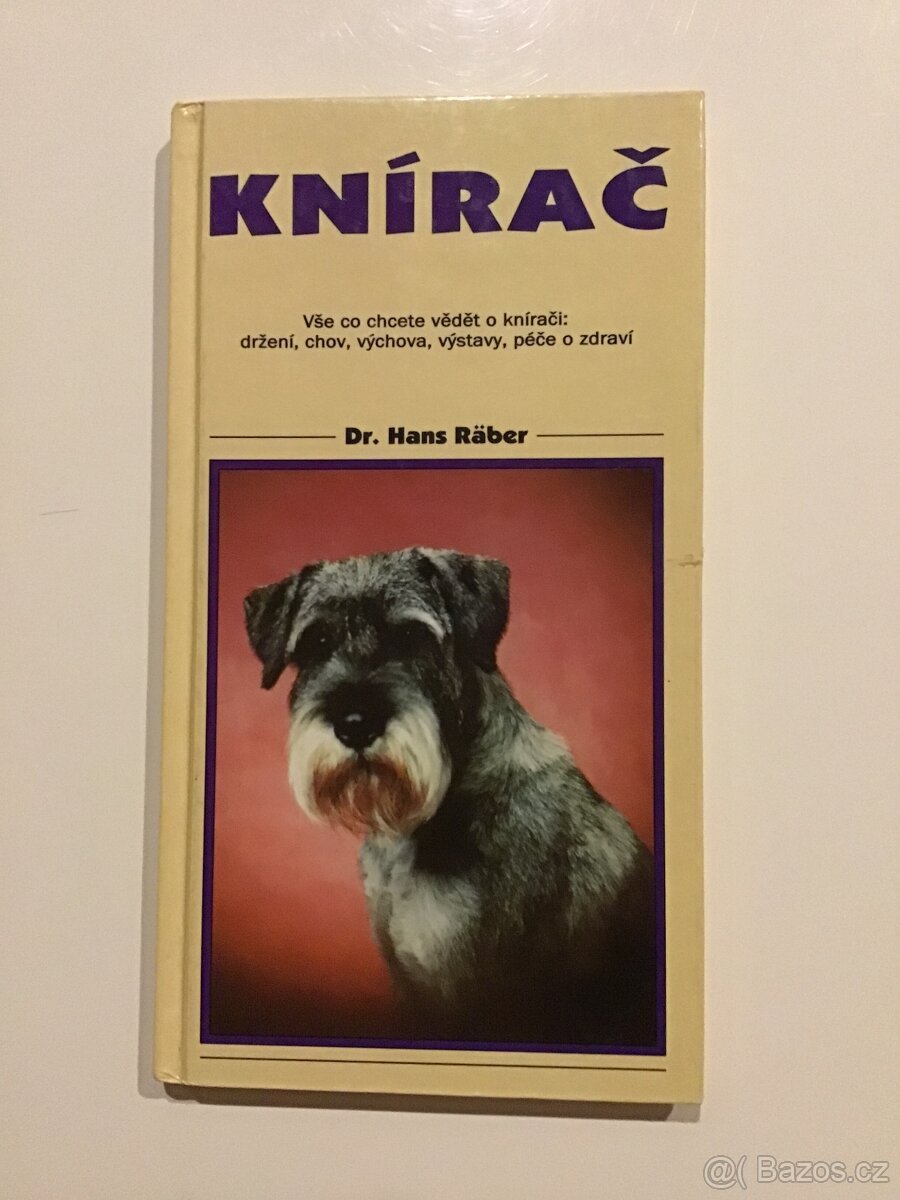 KNÍRAČ
Vše co chcete vědět o knírači:
držení, chov, výchova, výstavy, péče o zdraví
Dr. Hans Räber
@( Bazos.cz